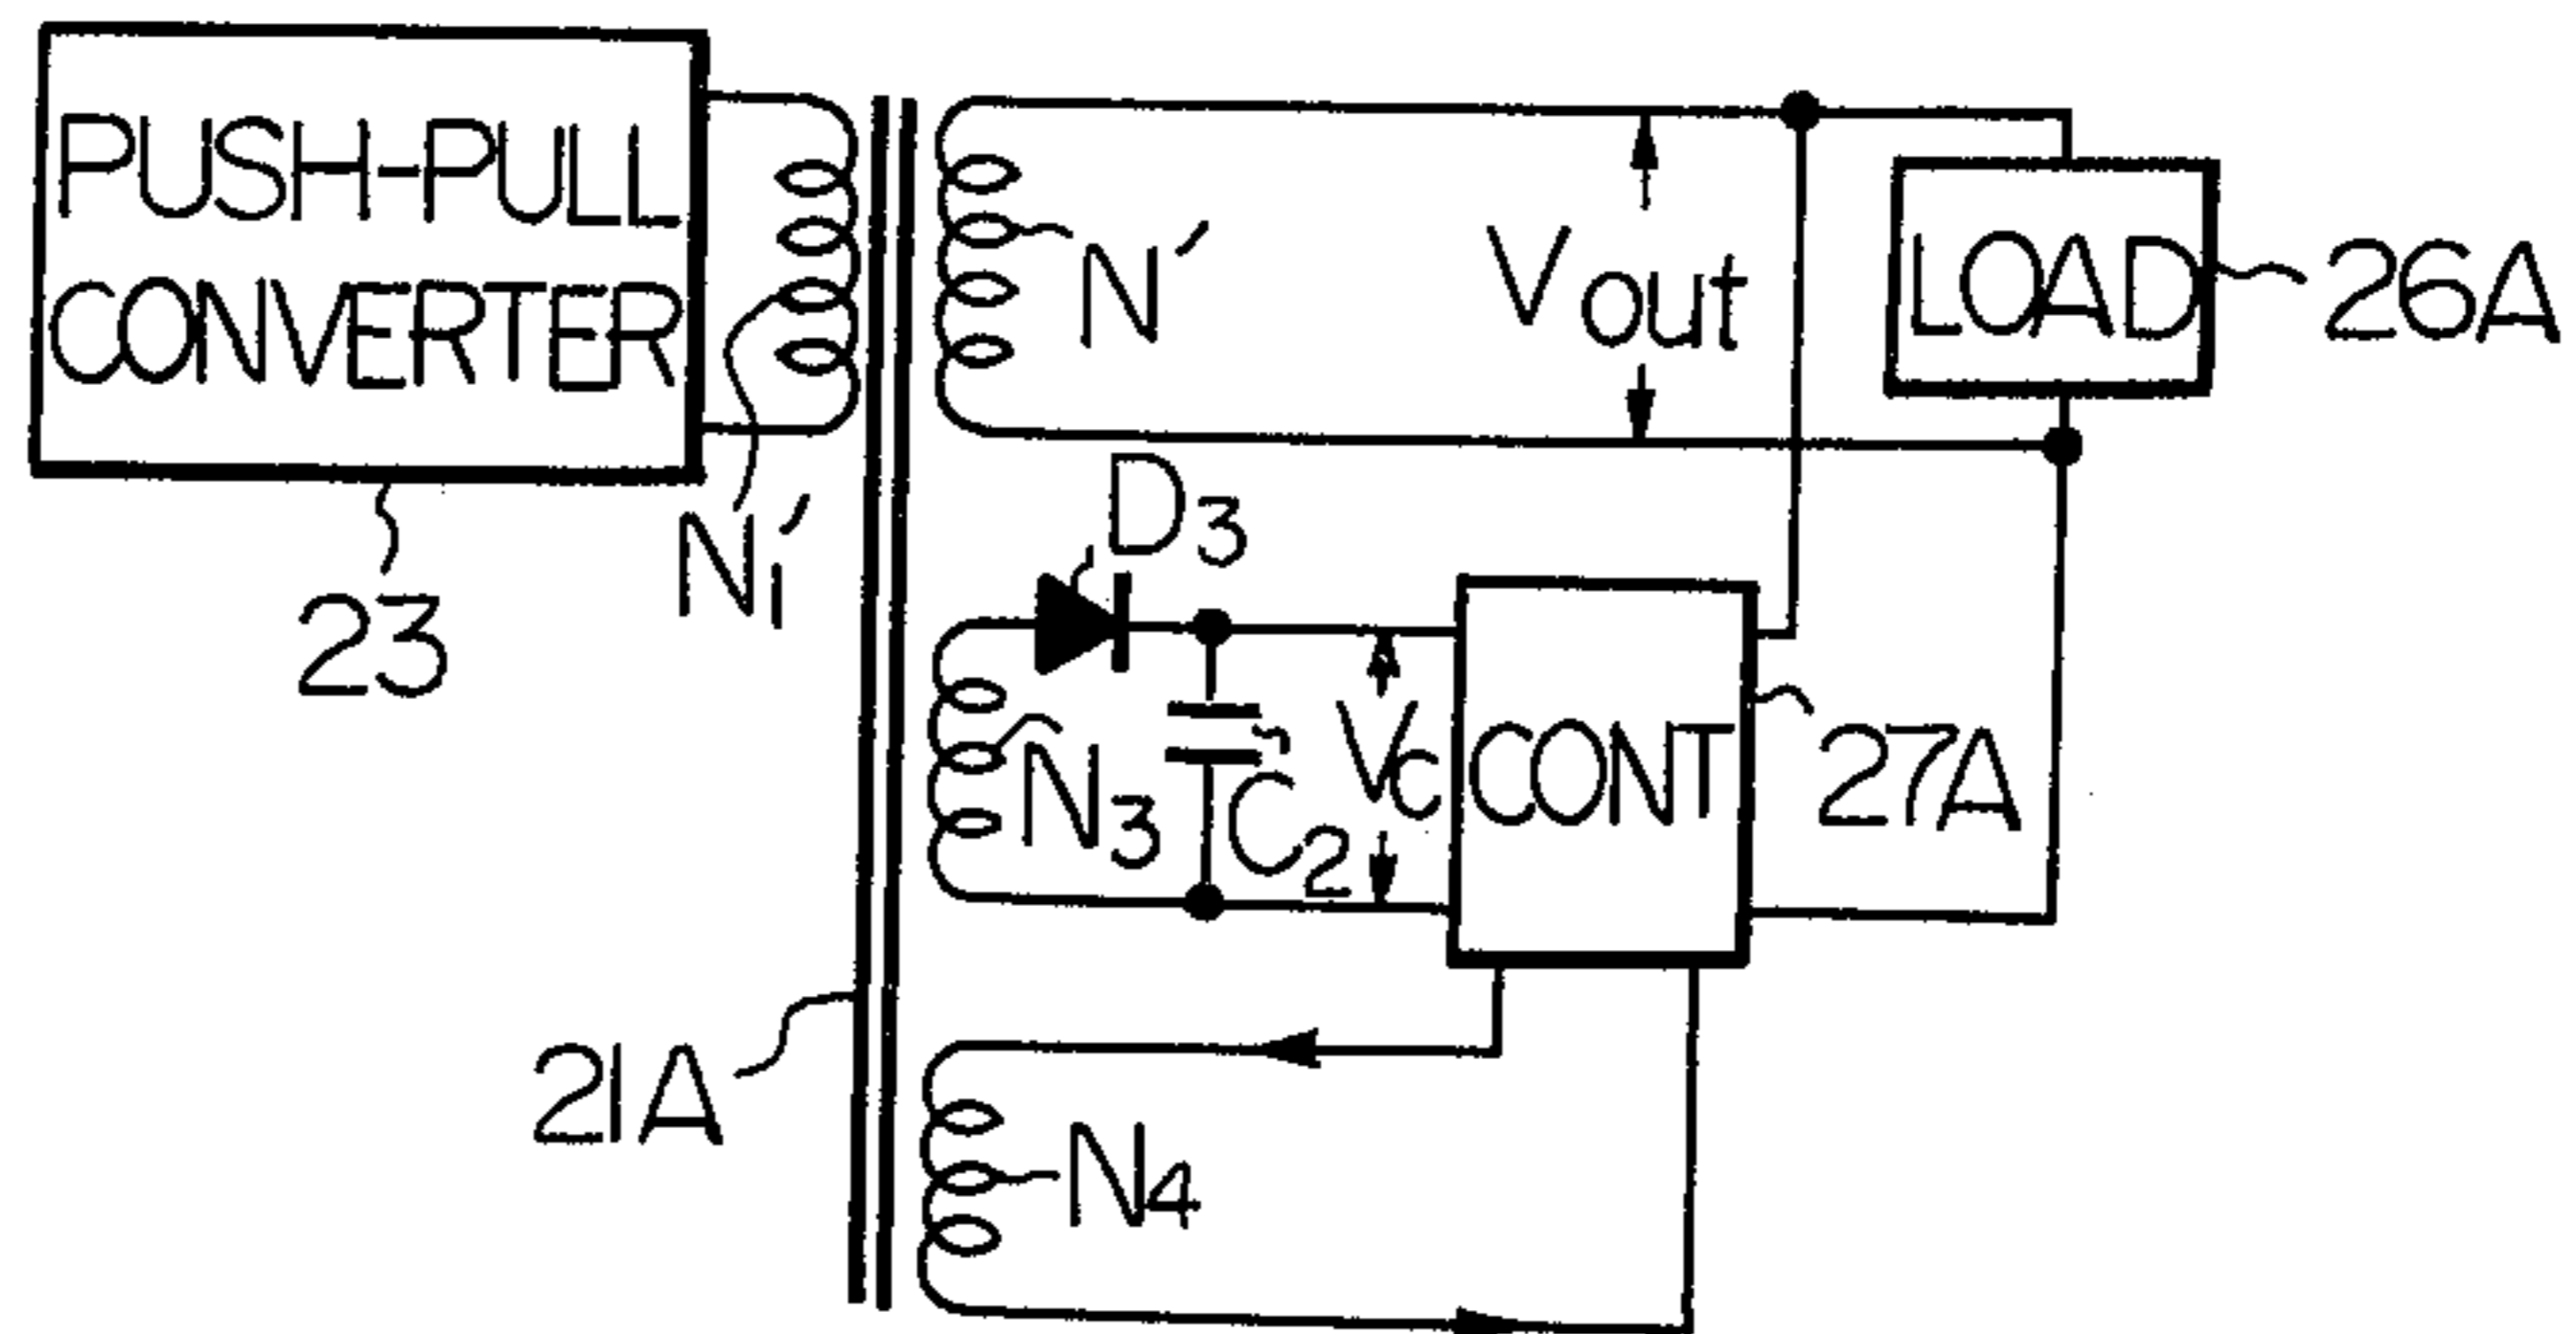 PUSH-PULL
CONVERTER
23
N₁′
N′
Vout
LOAD
26A
D₃
N₃
C₂
Vc
CONT
27A
21A
N₄